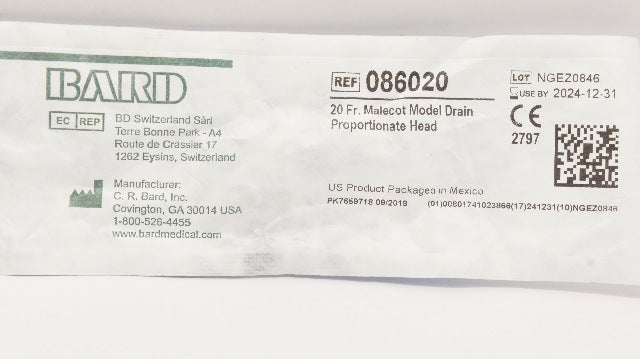 BARD
EC REP
BD Switzerland Sàrl
Terre Bonne Park - A4
Route de Crassier 17
1262 Eysins, Switzerland
Manufacturer:
C. R. Bard, Inc.
Covington, GA 30014 USA
1-800-526-4455
www.bardmedical.com
REF 086020
20 Fr. Malecot Model Drain
Proportionate Head
LOT NGEZ0846
USE BY 2024-12-31
CE
2797
US Product Packages in Mexico
PK7659718 09/2019 (01)00801741023866(17)241231(10)NGEZ0846